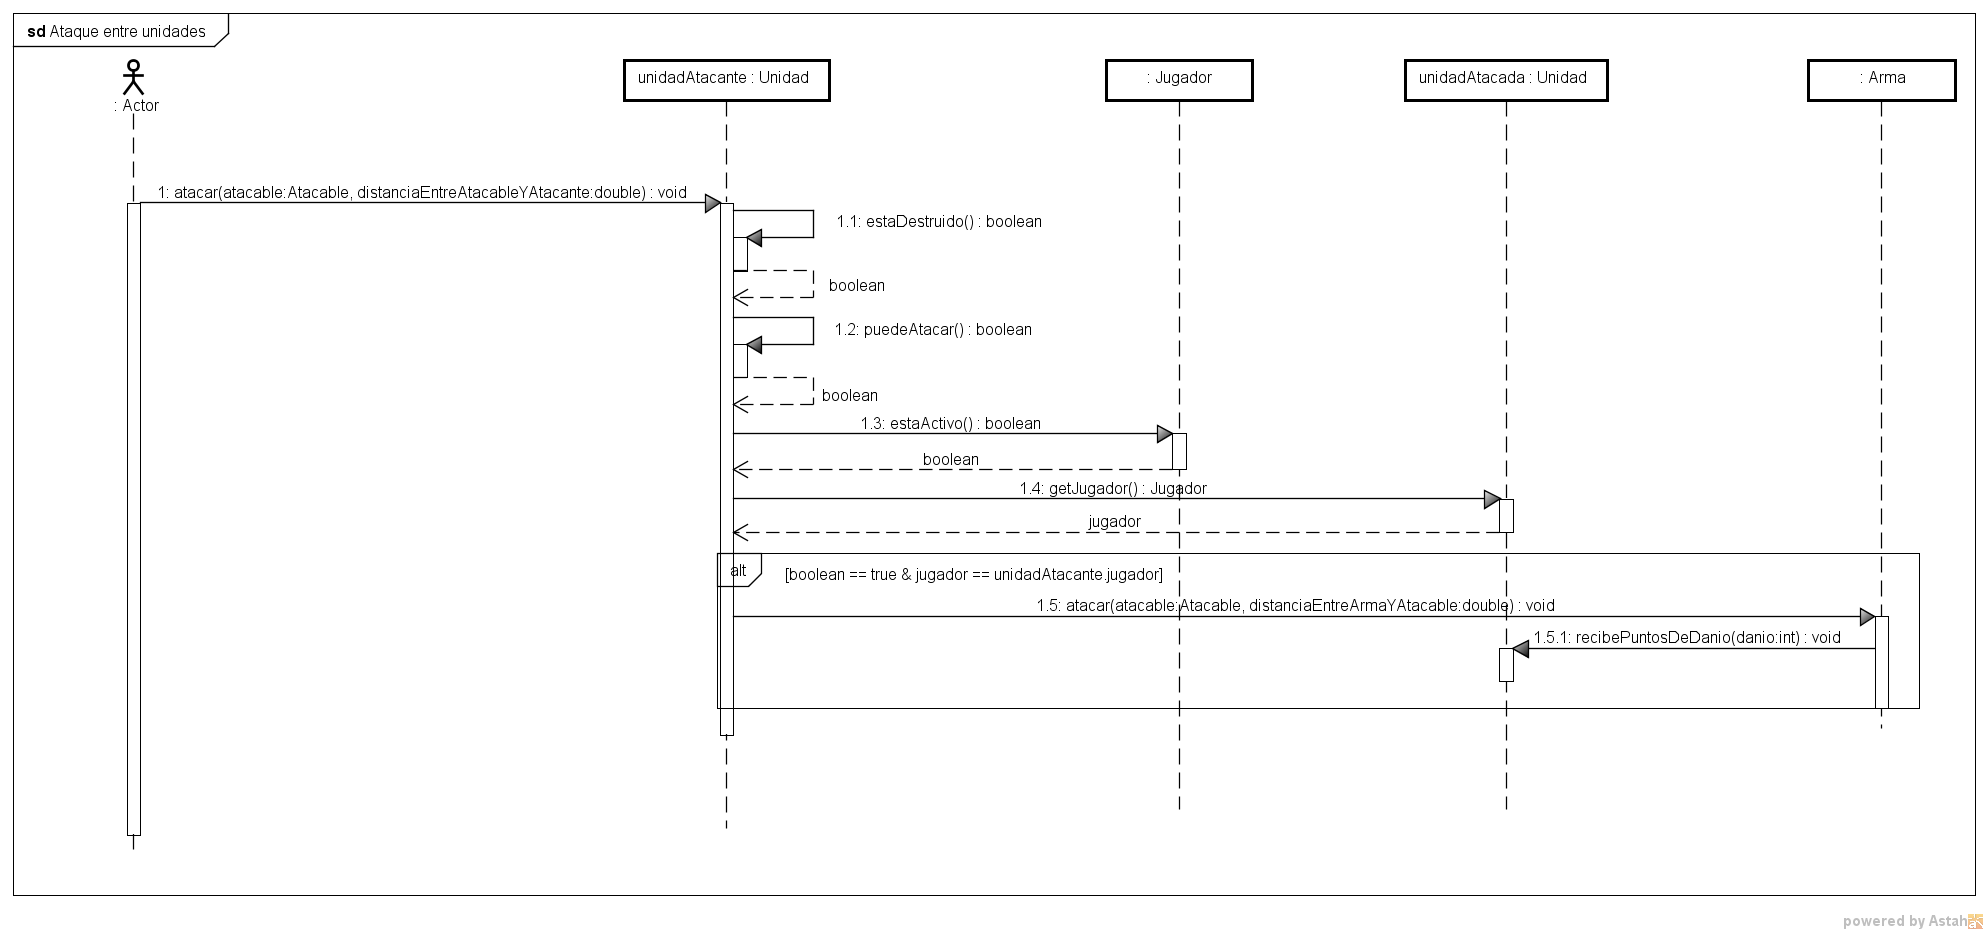 sd Ataque entre unidades
: Actor
unidadAtacante : Unidad
: Jugador
unidadAtacada : Unidad
: Arma
1: atacar(atacable:Atacable, distanciaEntreAtacableYAtacante:double) : void
1.1: estaDestruido() : boolean
boolean
1.2: puedeAtacar() : boolean
boolean
1.3: estaActivo() : boolean
boolean
1.4: getJugador() : Jugador
jugador
alt
[boolean == true & jugador == unidadAtacante.jugador]
1.5: atacar(atacable:Atacable, distanciaEntreArmaYAtacable:double) : void
1.5.1: recibePuntosDeDanio(danio:int) : void
powered by Astah